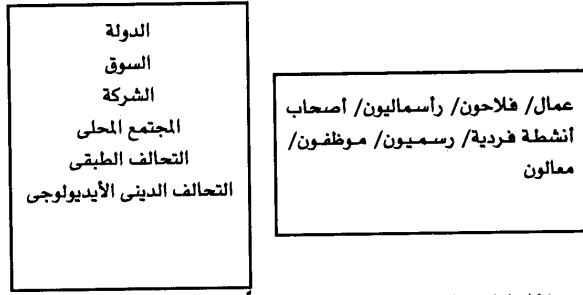 الدولة
السوق
الشركة
المجتمع المحلى
التحالف الطبقى
التحالف الدينى الأيديولوجى
عمال/ فلاحون/ رأسماليون/ أصحاب
أنشطة فردية/ رسميون/ موظفون/
معالون